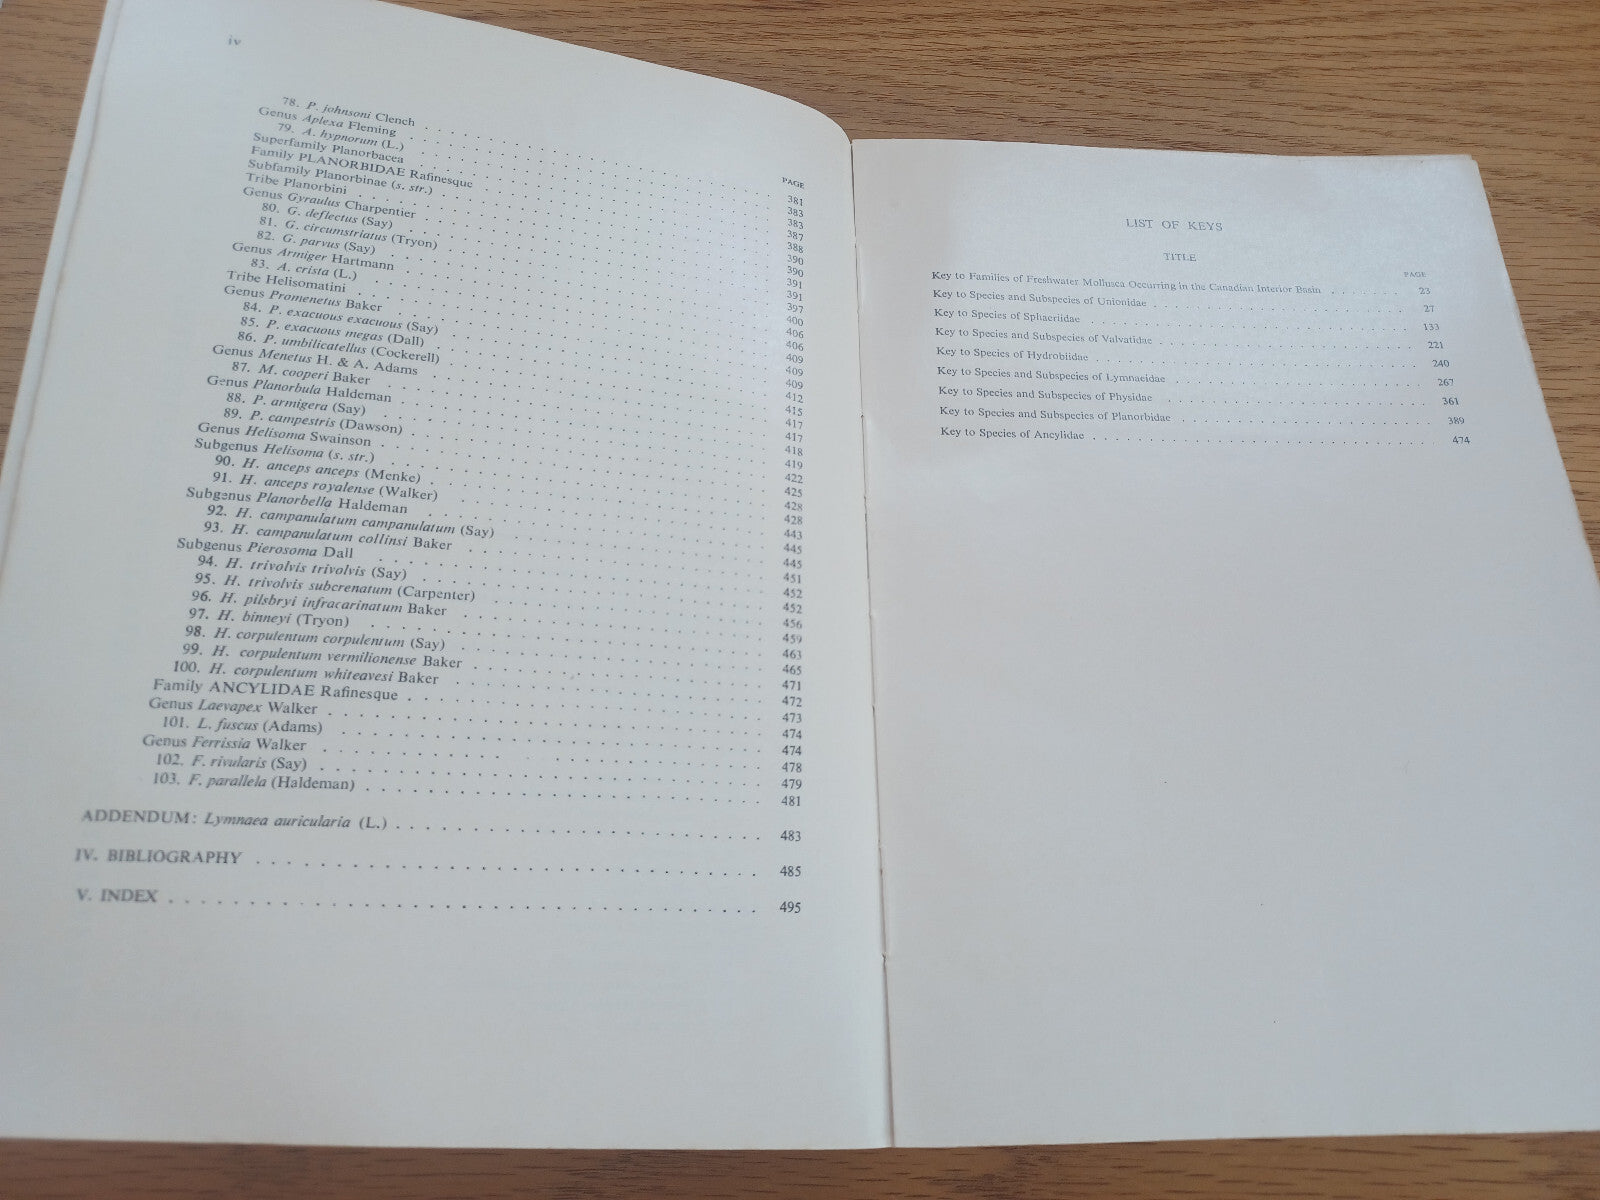 iv
PAGE
78. P. johnsoni Clench . . . 381
Genus Aplexa Fleming . . . 383
79. A. hypnorum (L.) . . . 383
Superfamily Planorbacea . . . 387
Family PLANORBIDAE Rafinesque . . . 388
Subfamily Planorbinae (s. str.) . . . 390
Tribe Planorbini . . . 390
Genus Gyraulus Charpentier . . . 391
80. G. deflectus (Say) . . . 391
81. G. circumstriatus (Tryon) . . . 397
82. G. parvus (Say) . . . 400
Genus Armiger Hartmann . . . 406
83. A. crista (L.) . . . 406
Tribe Helisomatini . . . 409
Genus Promenetus Baker . . . 409
84. P. exacuous exacuous (Say) . . . 409
85. P. exacuous megas (Dall) . . . 412
86. P. umbilicatellus (Cockerell) . . . 415
Genus Menetus H. & A. Adams . . . 417
87. M. cooperi Baker . . . 417
Genus Planorbula Haldeman . . . 418
88. P. armigera (Say) . . . 419
89. P. campestris (Dawson) . . . 422
Genus Helisoma Swainson . . . 425
Subgenus Helisoma (s. str.) . . . 428
90. H. anceps anceps (Menke) . . . 428
91. H. anceps royalense (Walker) . . . 443
Subgenus Planorbella Haldeman . . . 445
92. H. campanulatum campanulatum (Say) . . . 445
93. H. campanulatum collinsi Baker . . . 451
Subgenus Pierosoma Dall . . . 452
94. H. trivolvis trivolvis (Say) . . . 452
95. H. trivolvis subcrenatum (Carpenter) . . . 456
96. H. pilsbryi infracarinatum Baker . . . 459
97. H. binneyi (Tryon) . . . 463
98. H. corpulentum corpulentum (Say) . . . 465
99. H. corpulentum vermilionense Baker . . . 471
100. H. corpulentum whiteavesi Baker . . . 472
Family ANCYLIDAE Rafinesque . . . 473
Genus Laevapex Walker . . . 474
101. L. fuscus (Adams) . . . 474
Genus Ferrissia Walker . . . 478
102. F. rivularis (Say) . . . 479
103. F. parallela (Haldeman) . . . 481
ADDENDUM: Lymnaea auricularia (L.) . . . 483
IV. BIBLIOGRAPHY . . . 485
V. INDEX . . . 495
LIST OF KEYS
TITLE
PAGE
Key to Families of Freshwater Mollusca Occurring in the Canadian Interior Basin . . . 23
Key to Species and Subspecies of Unionidae . . . 27
Key to Species of Sphaeriidae . . . 133
Key to Species and Subspecies of Valvatidae . . . 221
Key to Species of Hydrobiidae . . . 240
Key to Species and Subspecies of Lymnaeidae . . . 267
Key to Species and Subspecies of Physidae . . . 361
Key to Species and Subspecies of Planorbidae . . . 389
Key to Species of Ancylidae . . . 474